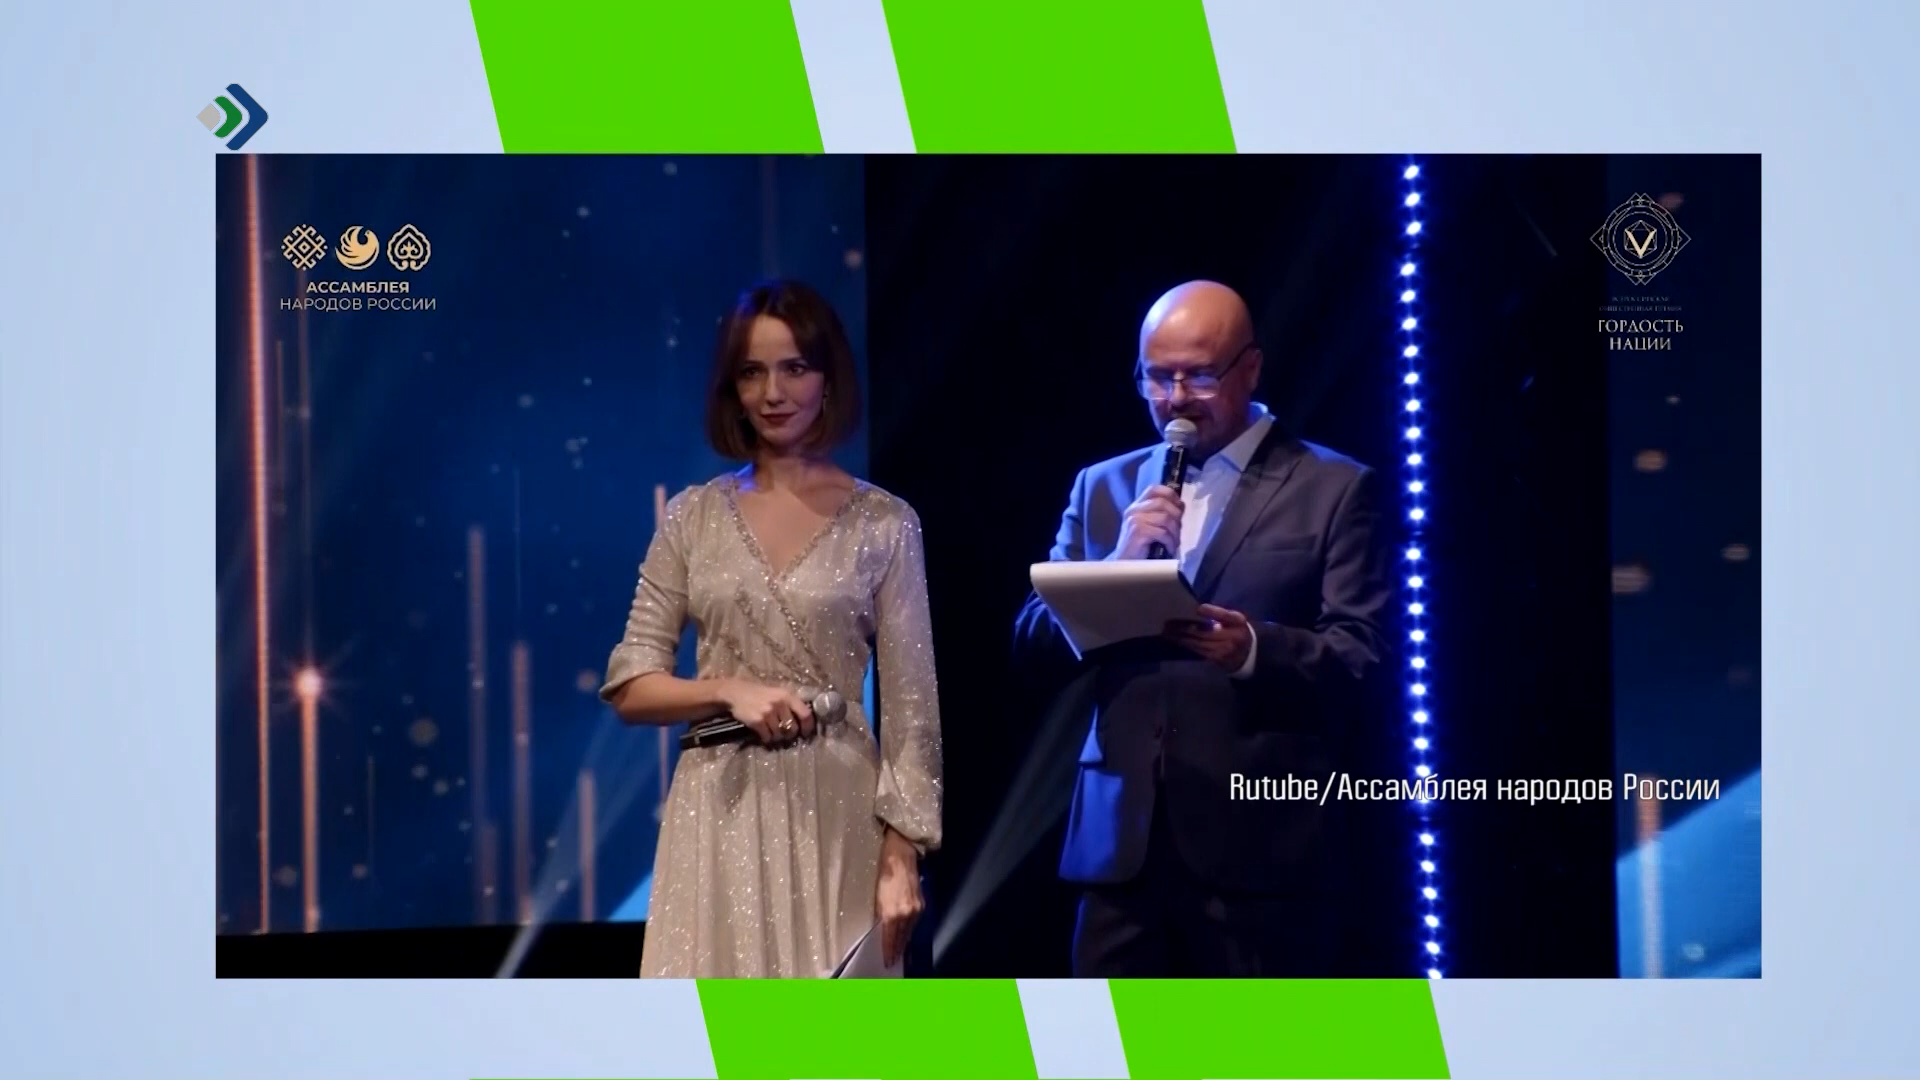 АССАМБЛЕЯ
НАРОДОВ РОССИИ
ГОРДОСТЬ
НАЦИИ
Rutube/Ассамблея народов России